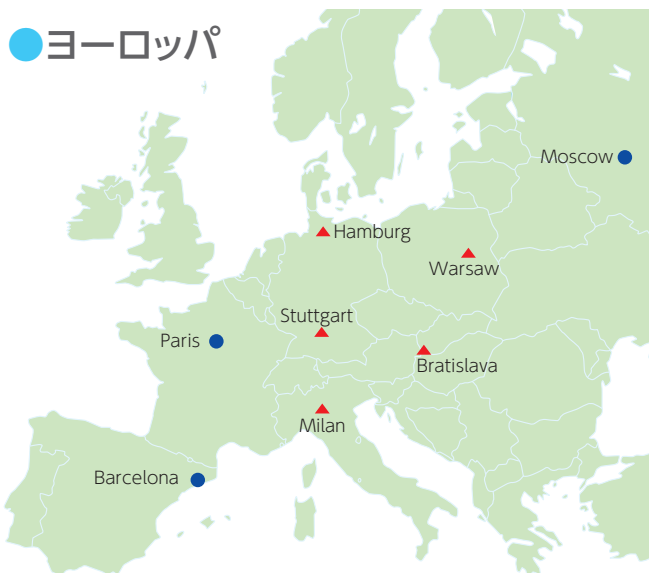 ヨーロッパ
Moscow
Hamburg
Warsaw
Stuttgart
Paris
Bratislava
Milan
Barcelona